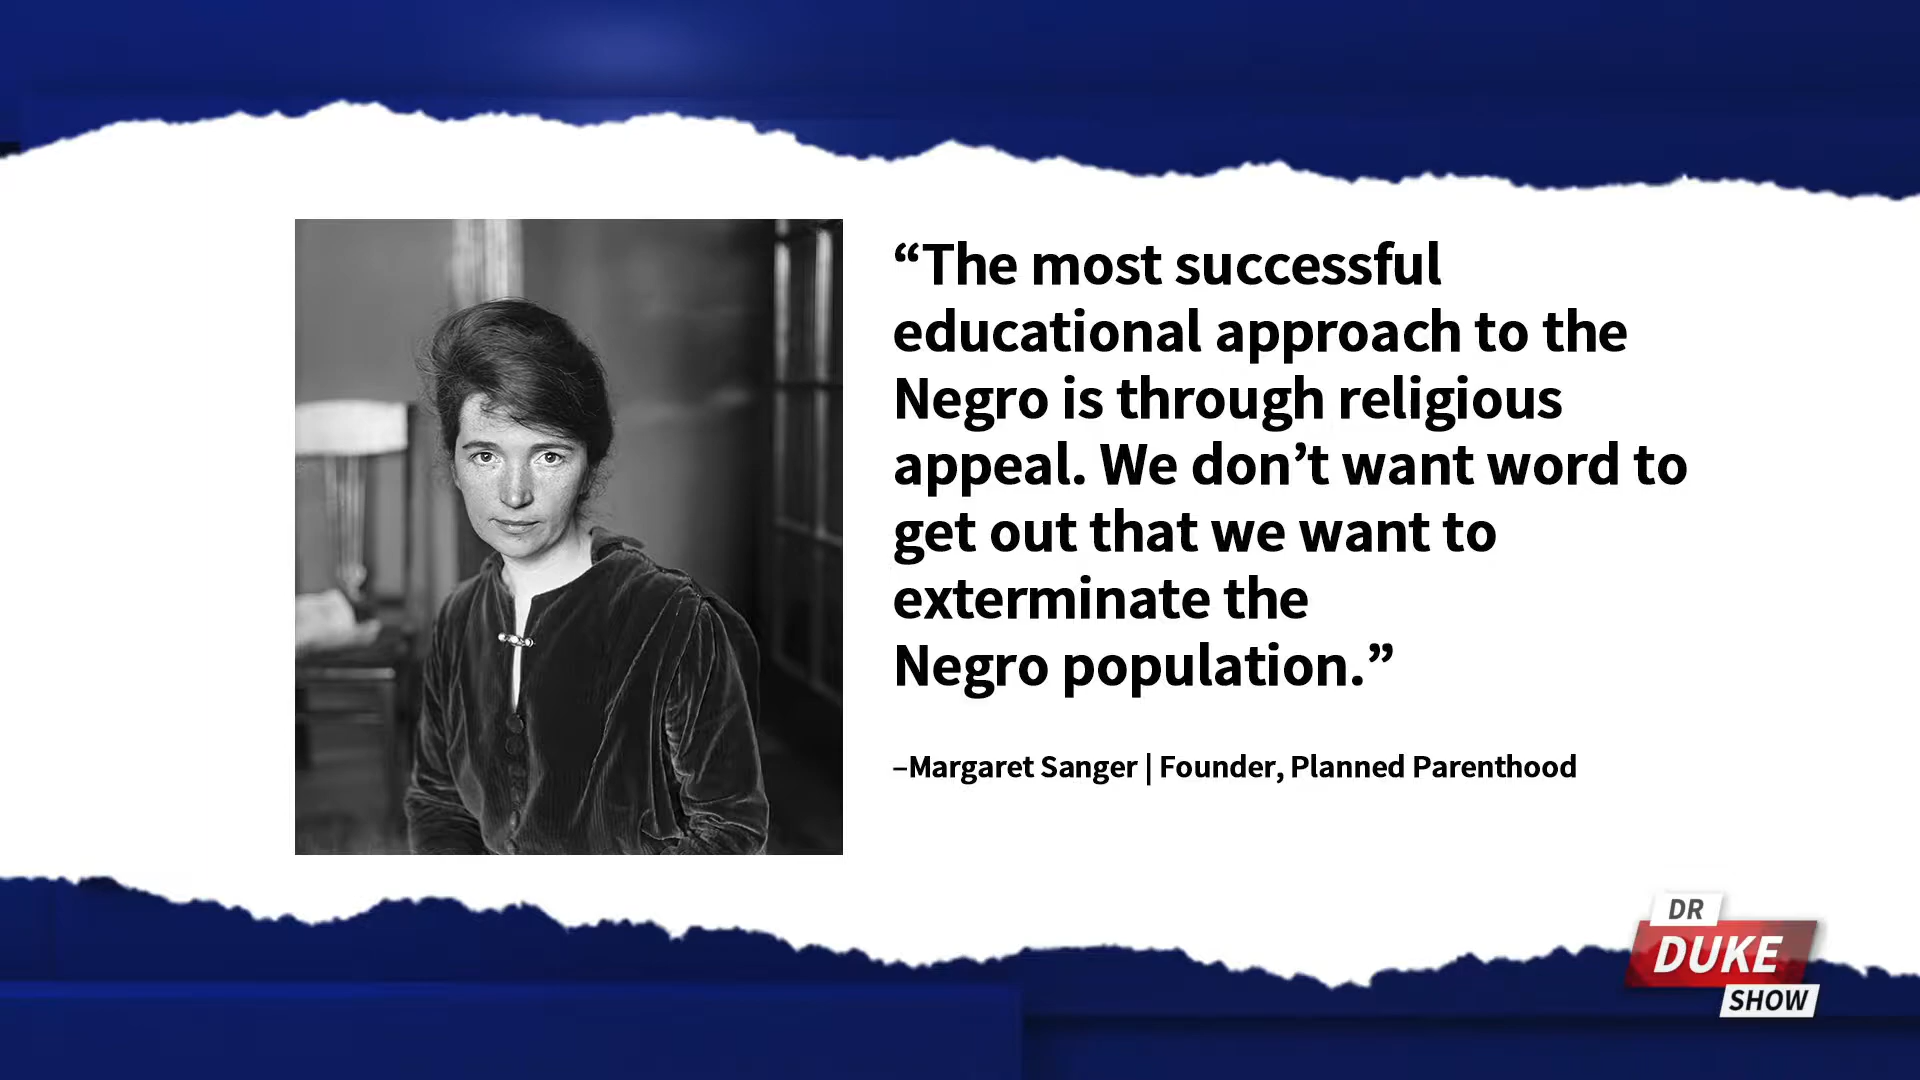 “The most successful
educational approach to the
Negro is through religious
appeal. We don’t want word to
get out that we want to
exterminate the
Negro population.”
–Margaret Sanger | Founder, Planned Parenthood
DR
DUKE
SHOW